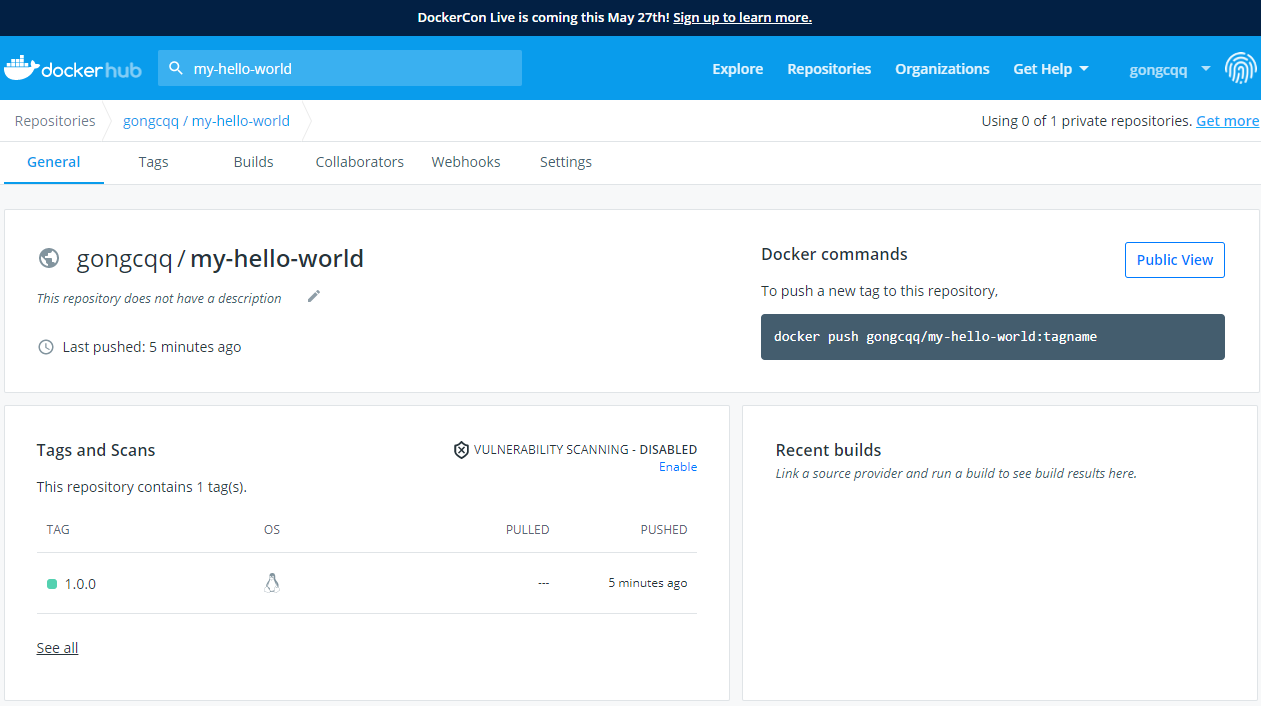 DockerCon Live is coming this May 27th! Sign up to learn more.
docker hub
my-hello-world
Explore
Repositories
Organizations
Get Help
gongcqq
Repositories
gongcqq / my-hello-world
Using 0 of 1 private repositories. Get more
General
Tags
Builds
Collaborators
Webhooks
Settings
gongcqq / my-hello-world
This repository does not have a description
Last pushed: 5 minutes ago
Docker commands
Public View
To push a new tag to this repository,
docker push gongcqq/my-hello-world:tagname
Tags and Scans
VULNERABILITY SCANNING - DISABLED
Enable
This repository contains 1 tag(s).
TAG OS PULLED PUSHED
1.0.0 --- 5 minutes ago
See all
Recent builds
Link a source provider and run a build to see build results here.